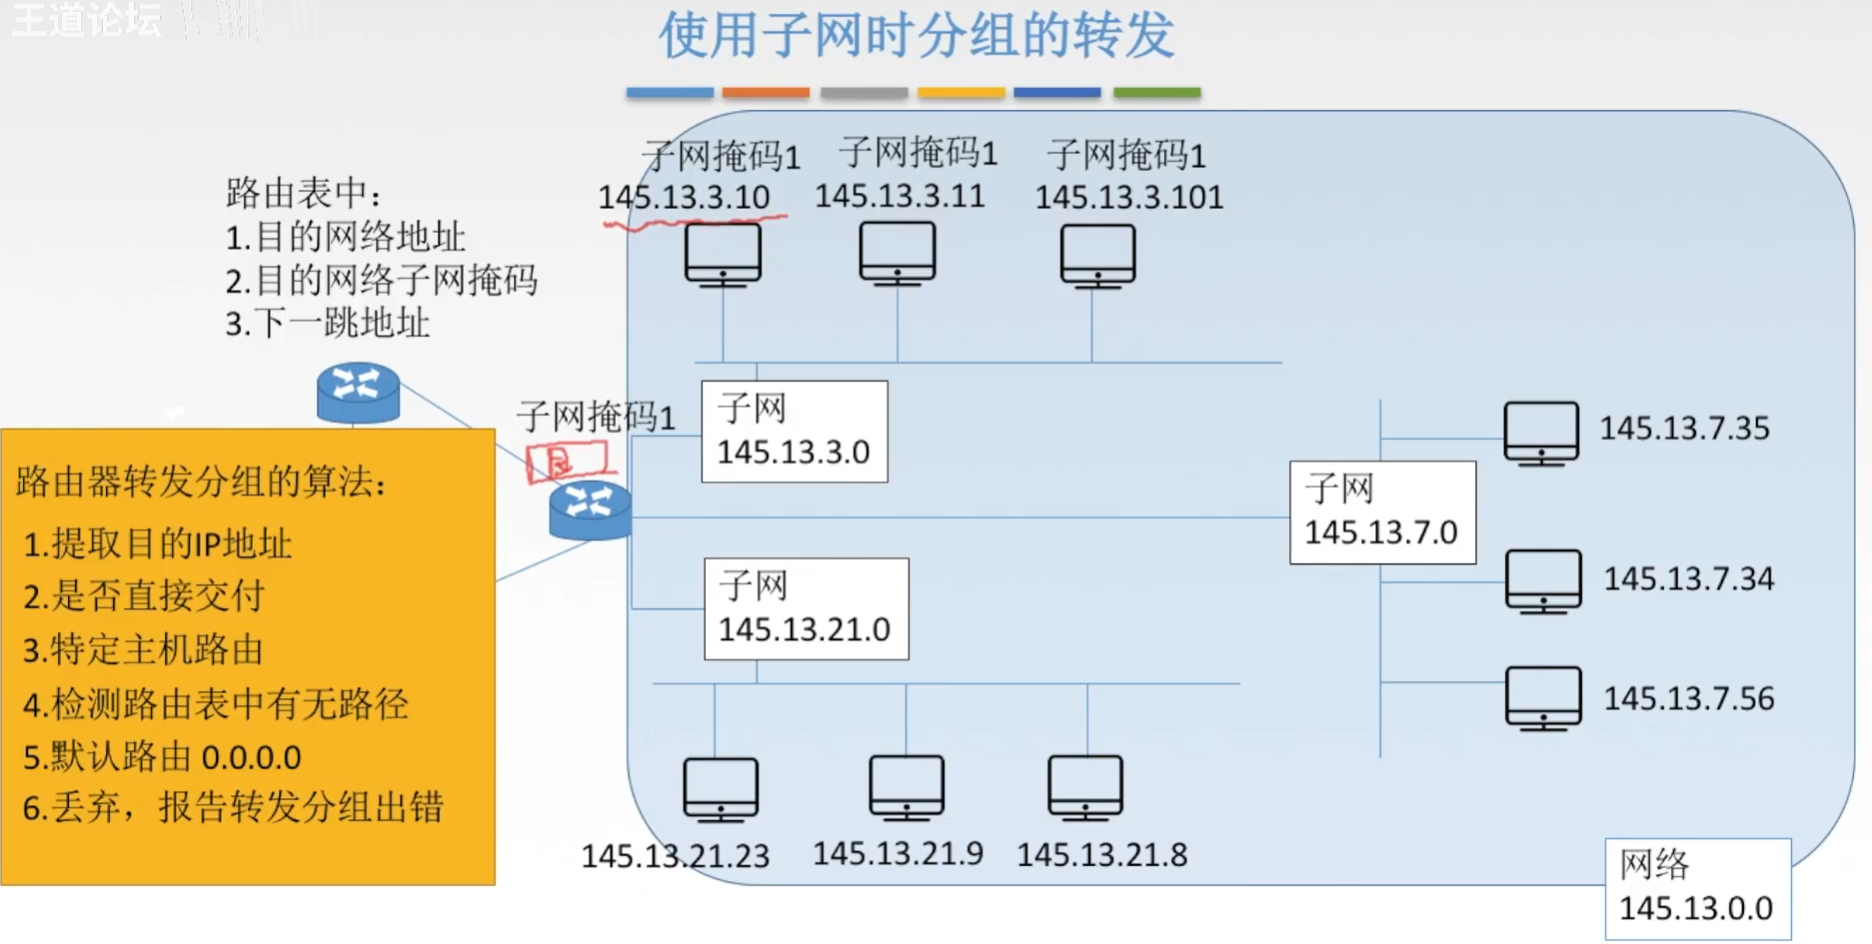 王道论坛
使用子网时分组的转发
子网掩码1
子网掩码1
子网掩码1
145.13.3.10
145.13.3.11
145.13.3.101
路由表中：
1.目的网络地址
2.目的网络子网掩码
3.下一跳地址
子网掩码1
子网
145.13.3.0
145.13.7.35
子网
145.13.7.0
145.13.7.34
子网
145.13.21.0
145.13.7.56
路由器转发分组的算法：
1.提取目的IP地址
2.是否直接交付
3.特定主机路由
4.检测路由表中有无路径
5.默认路由 0.0.0.0
6.丢弃，报告转发分组出错
145.13.21.23
145.13.21.9
145.13.21.8
网络
145.13.0.0